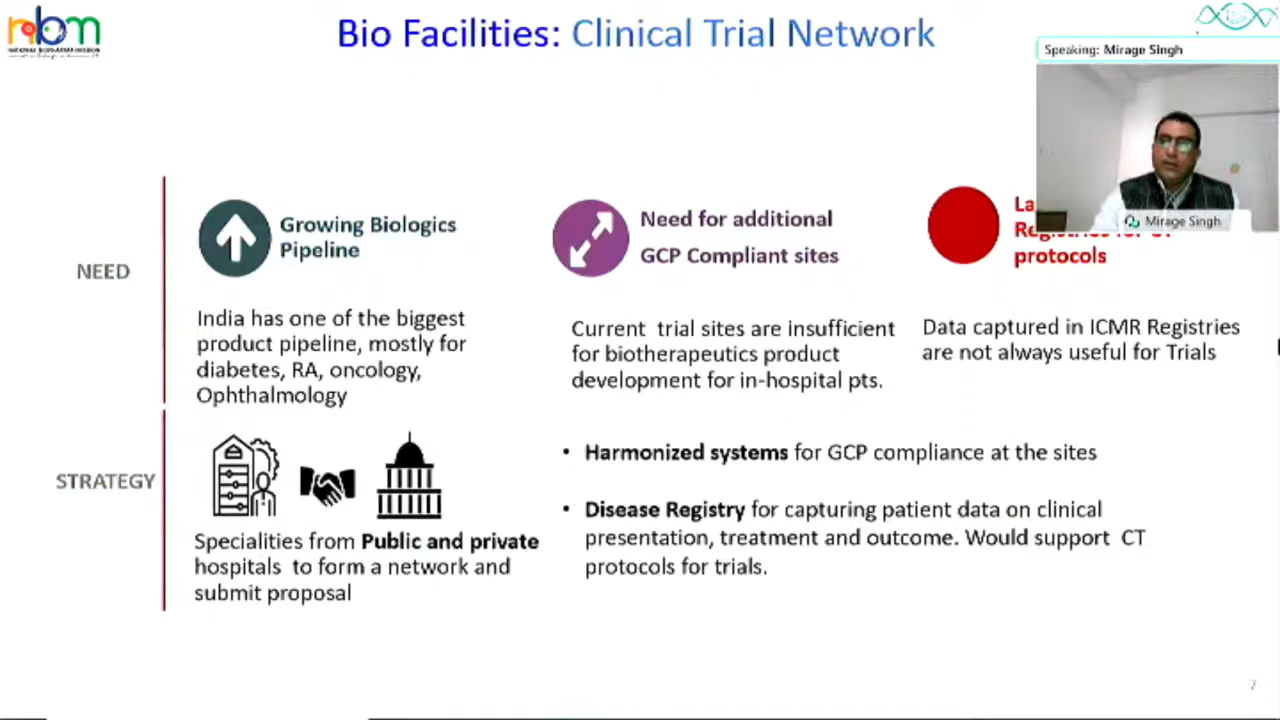 nbm
NATIONAL BIOPHARMA MISSION
Bio Facilities: Clinical Trial Network
Speaking: Mirage Singh
Mirage Singh
NEED
Growing Biologics
Pipeline
India has one of the biggest
product pipeline, mostly for
diabetes, RA, oncology,
Ophthalmology
Need for additional
GCP Compliant sites
Current trial sites are insufficient
for biotherapeutics product
development for in-hospital pts.
protocols
Data captured in ICMR Registries
are not always useful for Trials
STRATEGY
Specialities from Public and private
hospitals to form a network and
submit proposal
• Harmonized systems for GCP compliance at the sites
• Disease Registry for capturing patient data on clinical
presentation, treatment and outcome. Would support CT
protocols for trials.
7